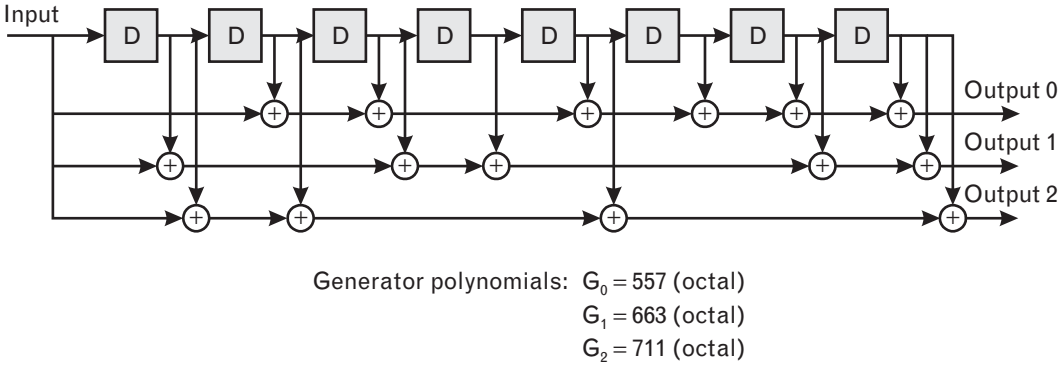 Input
D D D D D D D D
+ + + + + + Output 0
+ + + + + Output 1
+ + + + Output 2
Generator polynomials: G₀ = 557 (octal)
G₁ = 663 (octal)
G₂ = 711 (octal)